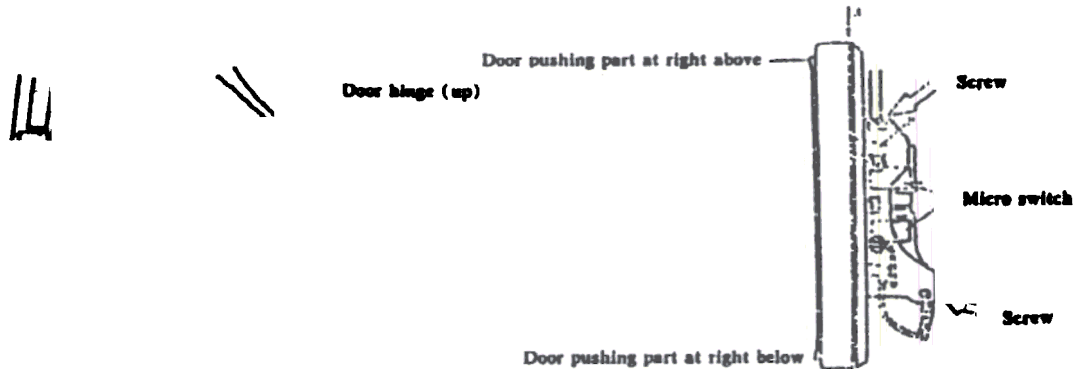 Door pushing part at right above
Screw
Door hinge (up)
Micro switch
Screw
Door pushing part at right below